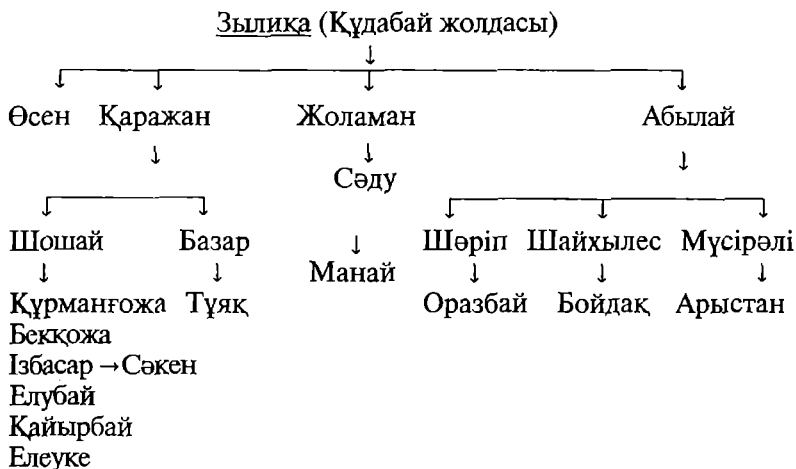 Зылиқа (Құдабай жолдасы)
Өсен Қаражан Жоламан Абылай
Сәду
Шошай Базар Шәріп Шайхылес Мүсірәлі
Манай
Құрманғожа Тұяқ Оразбай Бойдақ Арыстан
Бекқожа
Ізбасар → Сәкен
Елубай
Қайырбай
Елеуке